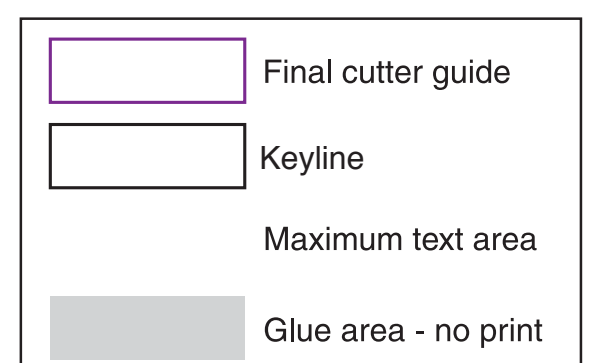 Final cutter guide
Keyline
Maximum text area
Glue area - no print